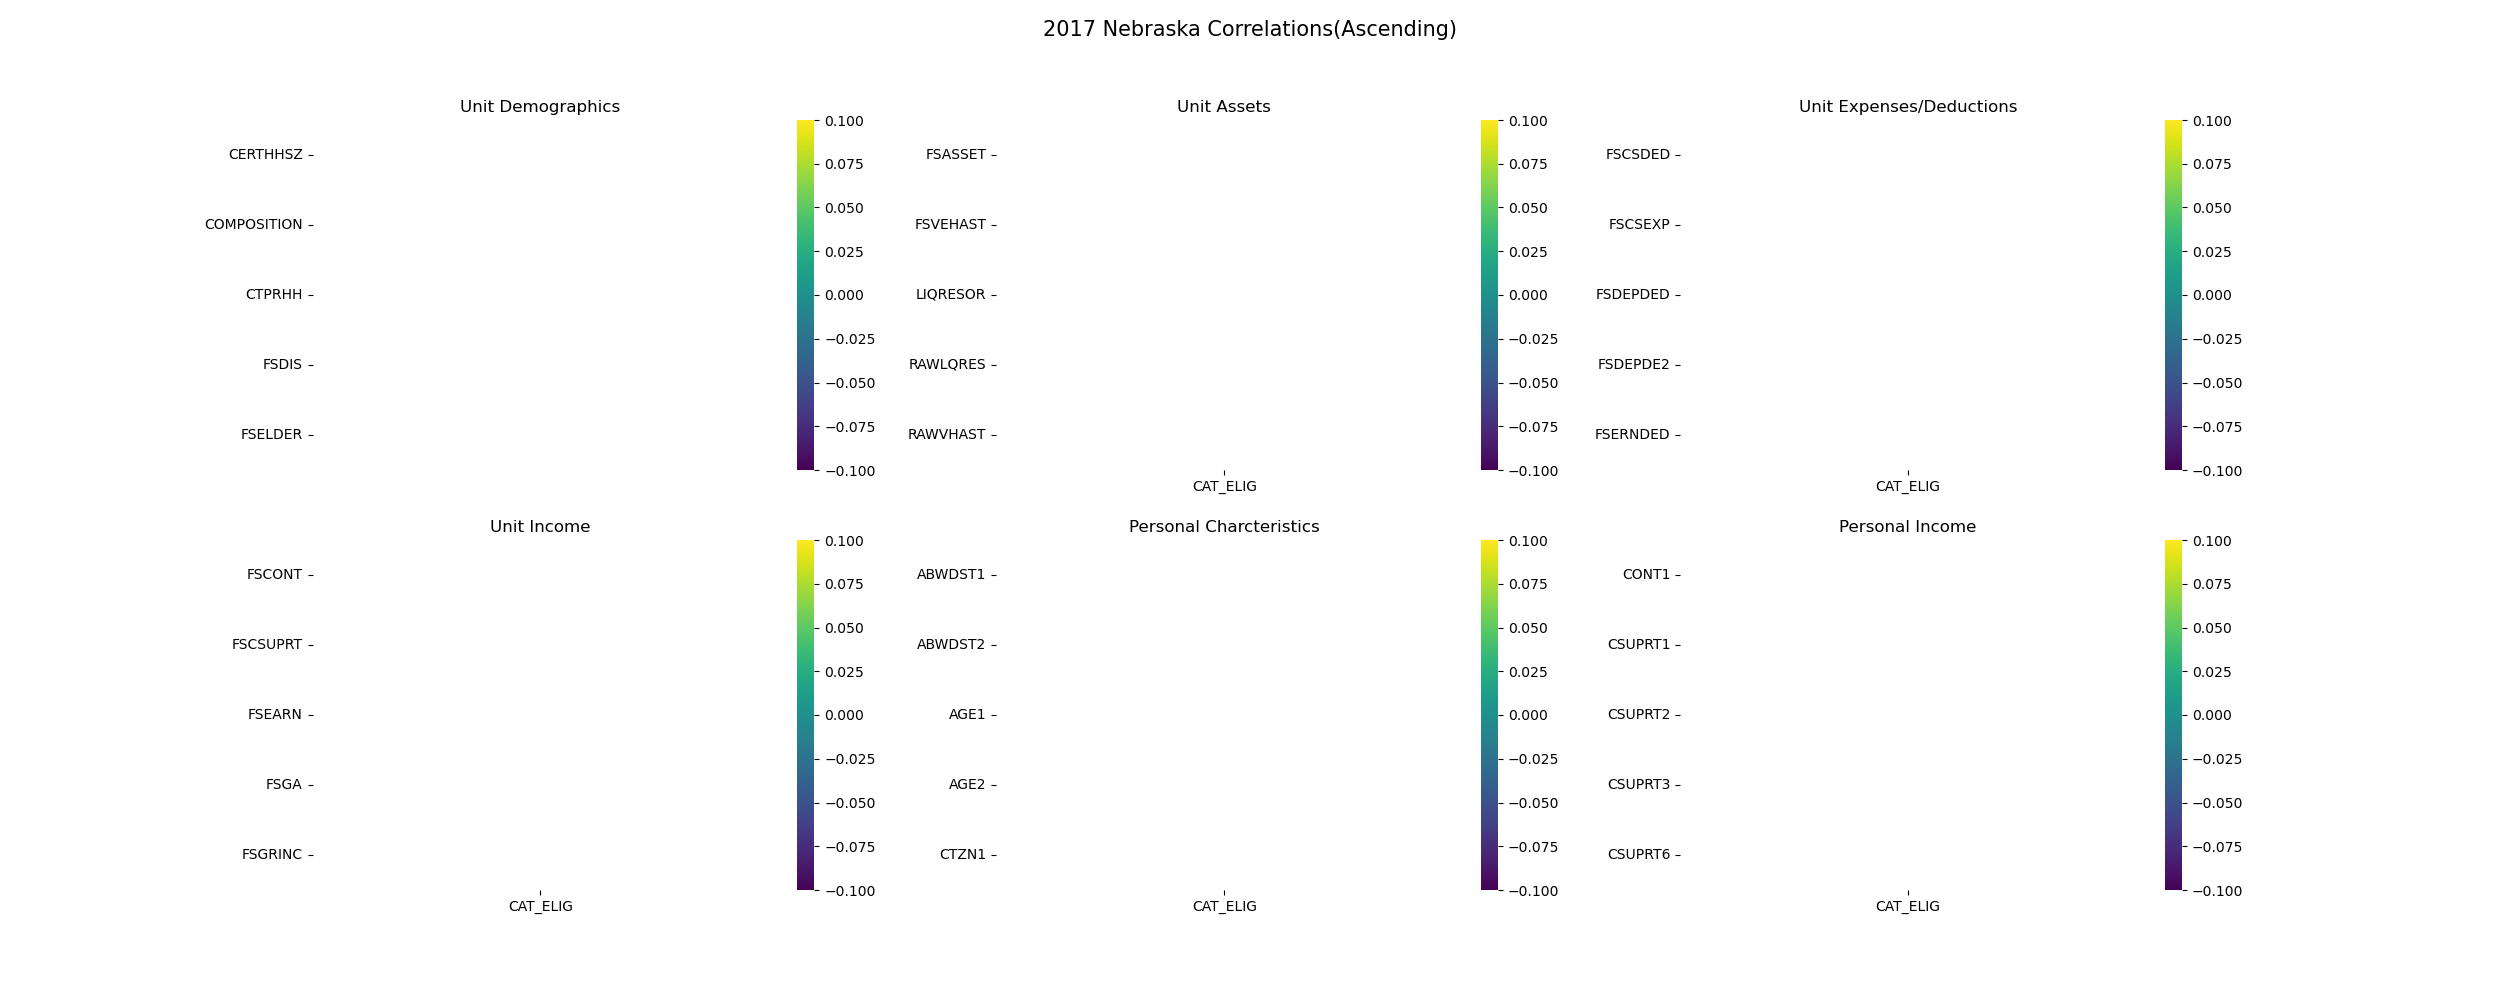 2017 Nebraska Correlations(Ascending)
Unit Demographics
CERTHHSZ
COMPOSITION
CTPRHH
FSDIS
FSELDER
0.100
0.075
0.050
0.025
0.000
−0.025
−0.050
−0.075
−0.100
Unit Assets
FSASSET
FSVEHAST
LIQRESOR
RAWLQRES
RAWVHAST
CAT_ELIG
0.100
0.075
0.050
0.025
0.000
−0.025
−0.050
−0.075
−0.100
Unit Expenses/Deductions
FSCSDED
FSCSEXP
FSDEPDED
FSDEPDE2
FSERNDED
CAT_ELIG
0.100
0.075
0.050
0.025
0.000
−0.025
−0.050
−0.075
−0.100
Unit Income
FSCONT
FSCSUPRT
FSEARN
FSGA
FSGRINC
CAT_ELIG
0.100
0.075
0.050
0.025
0.000
−0.025
−0.050
−0.075
−0.100
Personal Charcteristics
ABWDST1
ABWDST2
AGE1
AGE2
CTZN1
CAT_ELIG
0.100
0.075
0.050
0.025
0.000
−0.025
−0.050
−0.075
−0.100
Personal Income
CONT1
CSUPRT1
CSUPRT2
CSUPRT3
CSUPRT6
CAT_ELIG
0.100
0.075
0.050
0.025
0.000
−0.025
−0.050
−0.075
−0.100